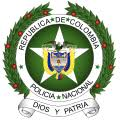 REPUBLICA DE COLOMBIA
POLICIA NACIONAL
DIOS Y PATRIA